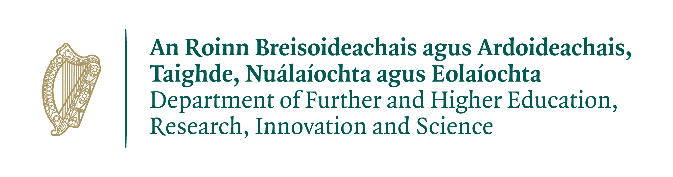 An Roinn Breisoideachais agus Ardoideachais,
Taighde, Nuálaíochta agus Eolaíochta
Department of Further and Higher Education,
Research, Innovation and Science